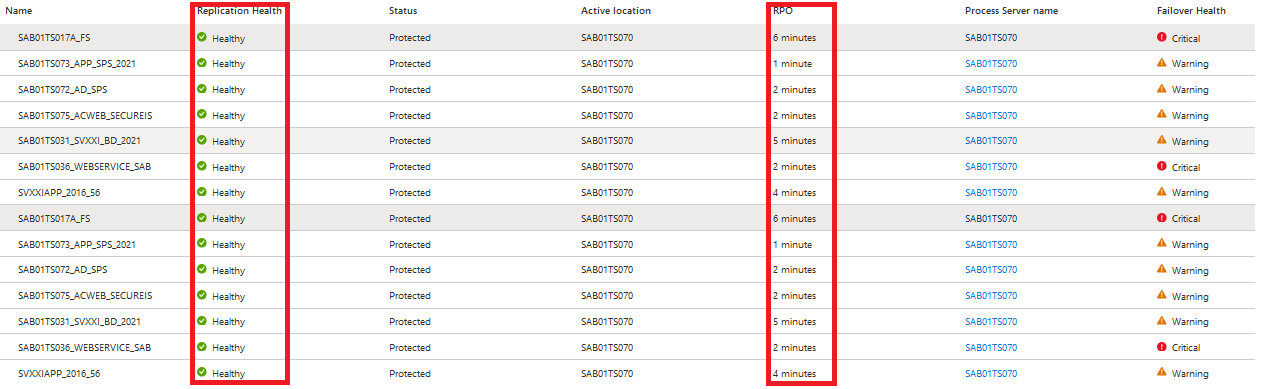 Name Replication Health Status Active location RPO Process Server name Failover Health
SAB01TS017A_FS Healthy Protected SAB01TS070 6 minutes SAB01TS070 Critical
SAB01TS073_APP_SPS_2021 Healthy Protected SAB01TS070 1 minute SAB01TS070 Warning
SAB01TS072_AD_SPS Healthy Protected SAB01TS070 2 minutes SAB01TS070 Warning
SAB01TS075_ACWEB_SECUREIS Healthy Protected SAB01TS070 2 minutes SAB01TS070 Warning
SAB01TS031_SVXXI_BD_2021 Healthy Protected SAB01TS070 5 minutes SAB01TS070 Warning
SAB01TS036_WEBSERVICE_SAB Healthy Protected SAB01TS070 2 minutes SAB01TS070 Critical
SVXXIAPP_2016_56 Healthy Protected SAB01TS070 4 minutes SAB01TS070 Warning
SAB01TS017A_FS Healthy Protected SAB01TS070 6 minutes SAB01TS070 Critical
SAB01TS073_APP_SPS_2021 Healthy Protected SAB01TS070 1 minute SAB01TS070 Warning
SAB01TS072_AD_SPS Healthy Protected SAB01TS070 2 minutes SAB01TS070 Warning
SAB01TS075_ACWEB_SECUREIS Healthy Protected SAB01TS070 2 minutes SAB01TS070 Warning
SAB01TS031_SVXXI_BD_2021 Healthy Protected SAB01TS070 5 minutes SAB01TS070 Warning
SAB01TS036_WEBSERVICE_SAB Healthy Protected SAB01TS070 2 minutes SAB01TS070 Critical
SVXXIAPP_2016_56 Healthy Protected SAB01TS070 4 minutes SAB01TS070 Warning